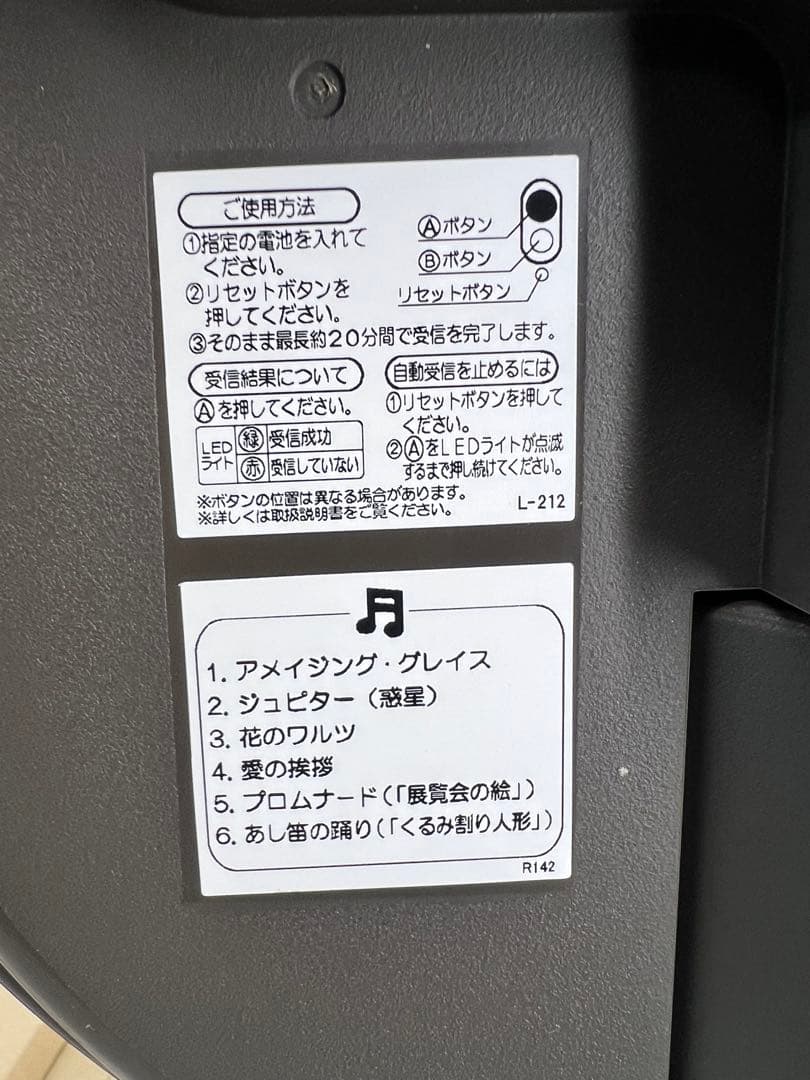 ご使用方法
①指定の電池を入れて
ください。
②リセットボタンを
押してください。
Ⓐボタン
Ⓑボタン
リセットボタン
③そのまま最長約20分間で受信を完了します。
受信結果について
Ⓐを押してください。
LEDライト
緑 受信成功
赤 受信していない
自動受信を止めるには
①リセットボタンを押して
ください。
②ⒶをLEDライトが点滅
するまで押し続けてください。
※ボタンの位置は異なる場合があります。
※詳しくは取扱説明書をご覧ください。
L-212
1. アメイジング・グレイス
2. ジュピター（惑星）
3. 花のワルツ
4. 愛の挨拶
5. プロムナード（「展覧会の絵」）
6. あし笛の踊り（「くるみ割り人形」）
R142